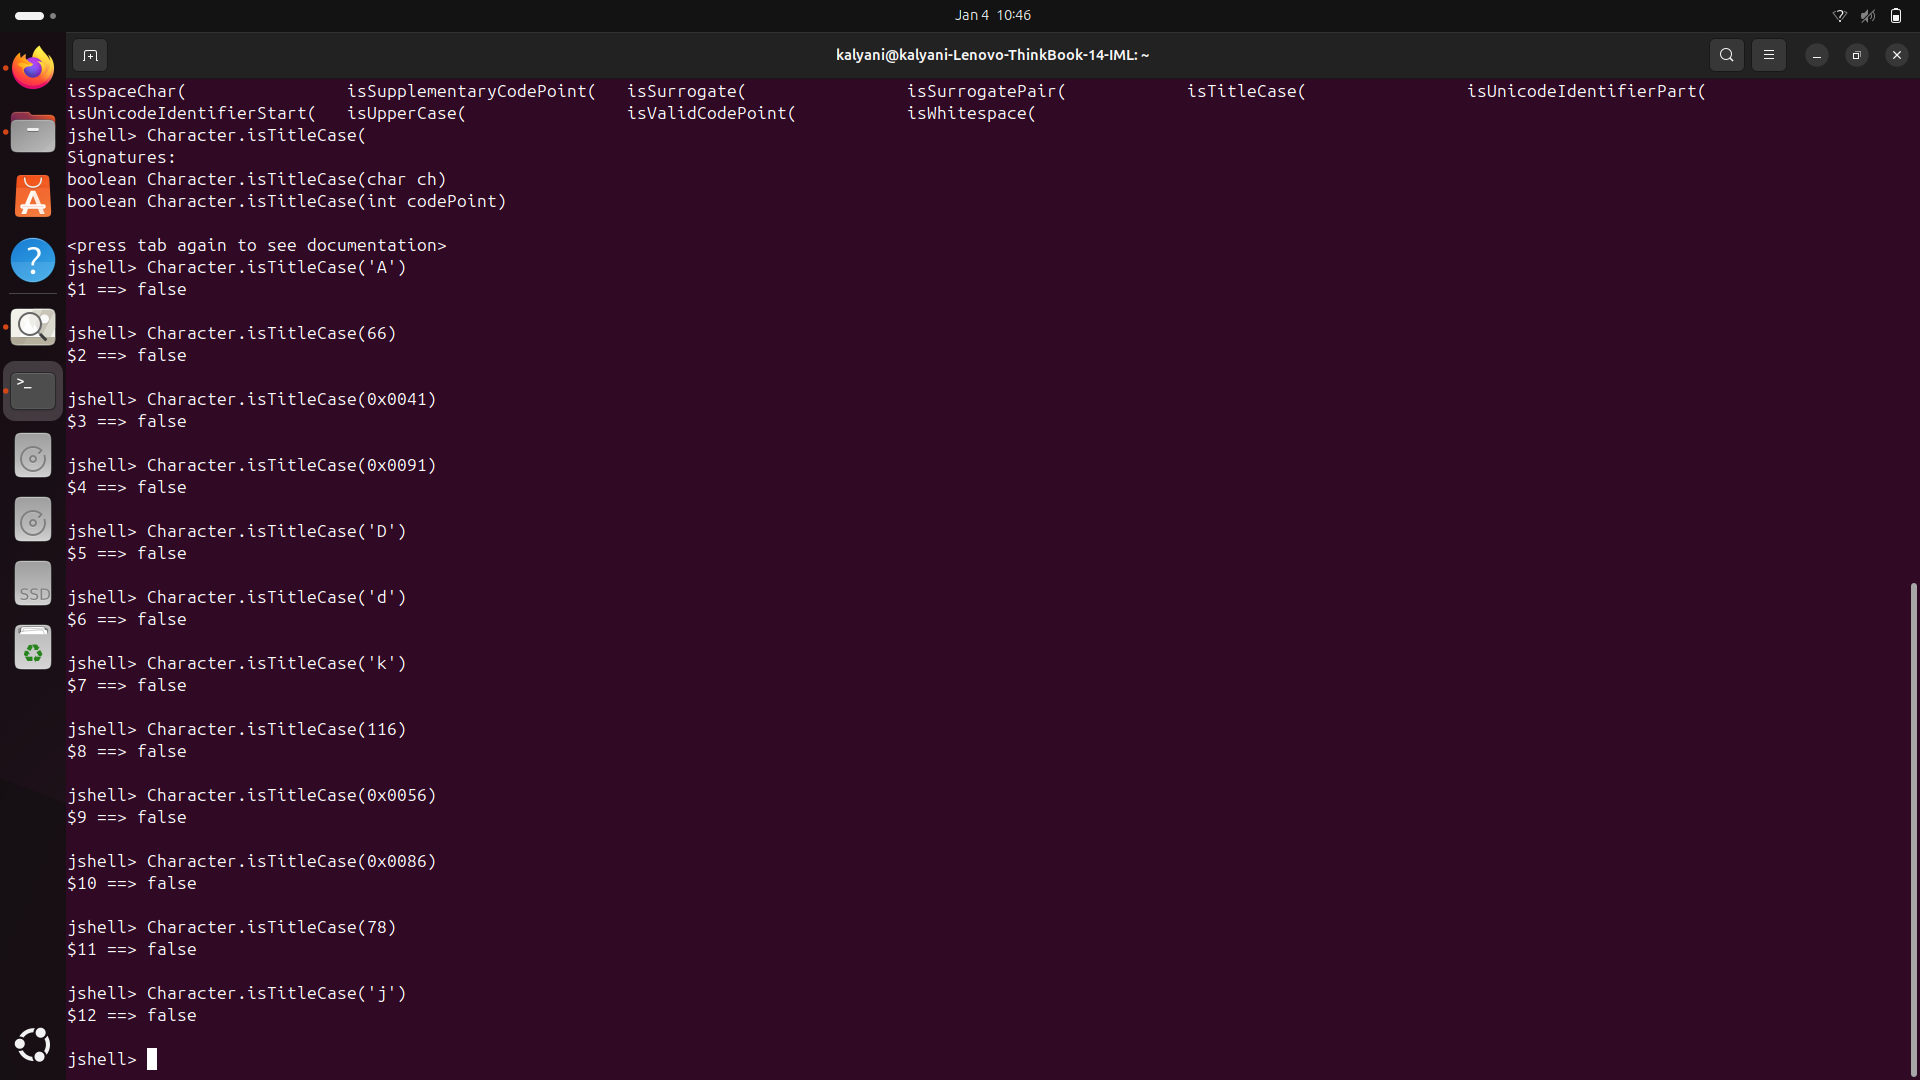 Jan 4 10:46
kalyani@kalyani-Lenovo-ThinkBook-14-IML: ~
isSpaceChar( isSupplementaryCodePoint( isSurrogate( isSurrogatePair( isTitleCase( isUnicodeIdentifierPart(
isUnicodeIdentifierStart( isUpperCase( isValidCodePoint( isWhitespace(
jshell> Character.isTitleCase(
Signatures:
boolean Character.isTitleCase(char ch)
boolean Character.isTitleCase(int codePoint)
<press tab again to see documentation>
jshell> Character.isTitleCase('A')
$1 ==> false
jshell> Character.isTitleCase(66)
$2 ==> false
jshell> Character.isTitleCase(0x0041)
$3 ==> false
jshell> Character.isTitleCase(0x0091)
$4 ==> false
jshell> Character.isTitleCase('D')
$5 ==> false
jshell> Character.isTitleCase('d')
$6 ==> false
jshell> Character.isTitleCase('k')
$7 ==> false
jshell> Character.isTitleCase(116)
$8 ==> false
jshell> Character.isTitleCase(0x0056)
$9 ==> false
jshell> Character.isTitleCase(0x0086)
$10 ==> false
jshell> Character.isTitleCase(78)
$11 ==> false
jshell> Character.isTitleCase('j')
$12 ==> false
jshell>
SSD